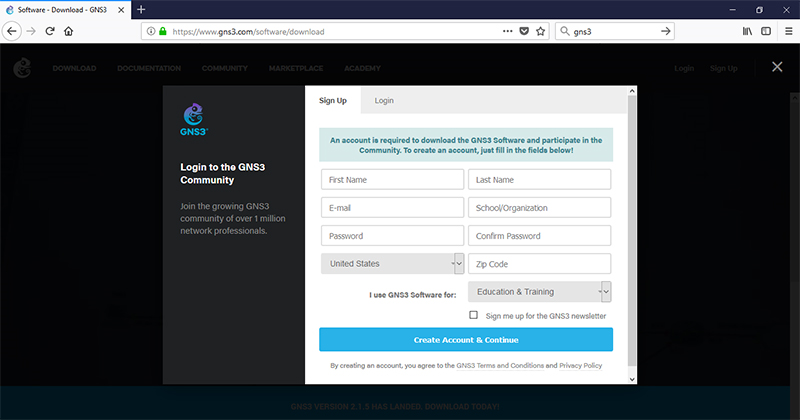 Software - Download - GNS3
https://www.gns3.com/software/download
gns3
DOWNLOAD DOCUMENTATION COMMUNITY MARKETPLACE ACADEMY Login Sign Up
GNS3
Login to the GNS3
Community
Join the growing GNS3
community of over 1 million
network professionals.
Sign Up Login
An account is required to download the GNS3 Software and participate in the
Community. To create an account, just fill in the fields below!
First Name Last Name
E-mail School/Organization
Password Confirm Password
United States Zip Code
I use GNS3 Software for: Education & Training
Sign me up for the GNS3 newsletter
Create Account & Continue
By creating an account, you agree to the GNS3 Terms and Conditions and Privacy Policy
GNS3 VERSION 2.1.5 HAS LANDED. DOWNLOAD TODAY!